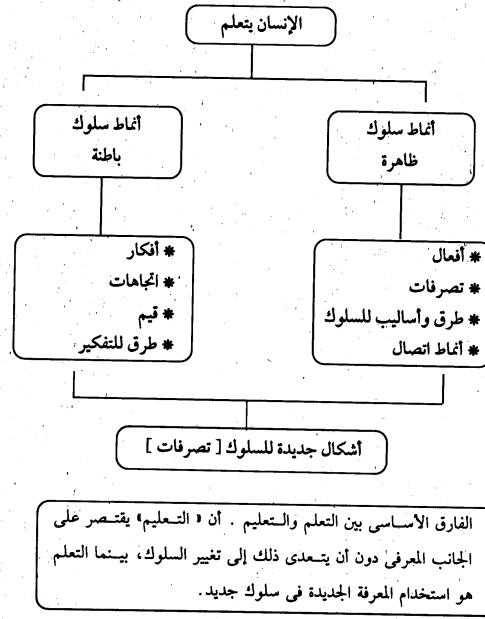 الإنسان يتعلم
أنماط سلوك
ظاهرة
أنماط سلوك
باطنة
* أفعال
* تصرفات
* طرق وأساليب للسلوك
* أنماط اتصال
* أفكار
* اتجاهات
* قيم
* طرق للتفكير
أشكال جديدة للسلوك [ تصرفات ]
الفارق الأساسى بين التعلم والتعليم . أن « التعليم» يقتصر على
الجانب المعرفى دون أن يتعدى ذلك إلى تغيير السلوك، بينما التعلم
هو استخدام المعرفة الجديدة فى سلوك جديد.